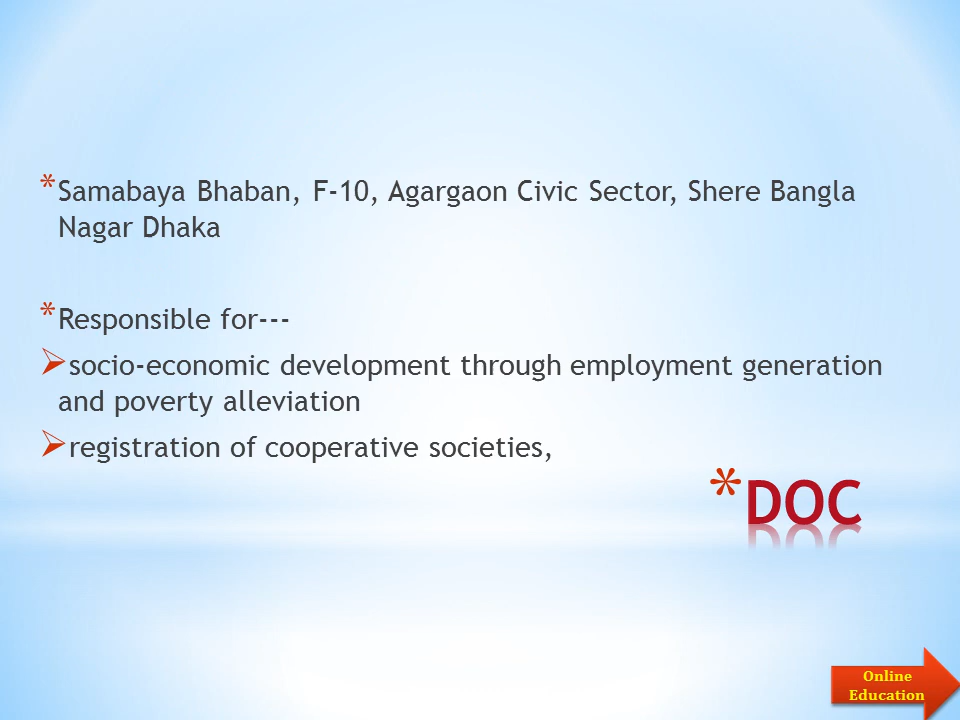 * Samabaya Bhaban, F-10, Agargaon Civic Sector, Shere Bangla
Nagar Dhaka
* Responsible for---
➢ socio-economic development through employment generation
and poverty alleviation
➢ registration of cooperative societies,
* DOC
Online
Education